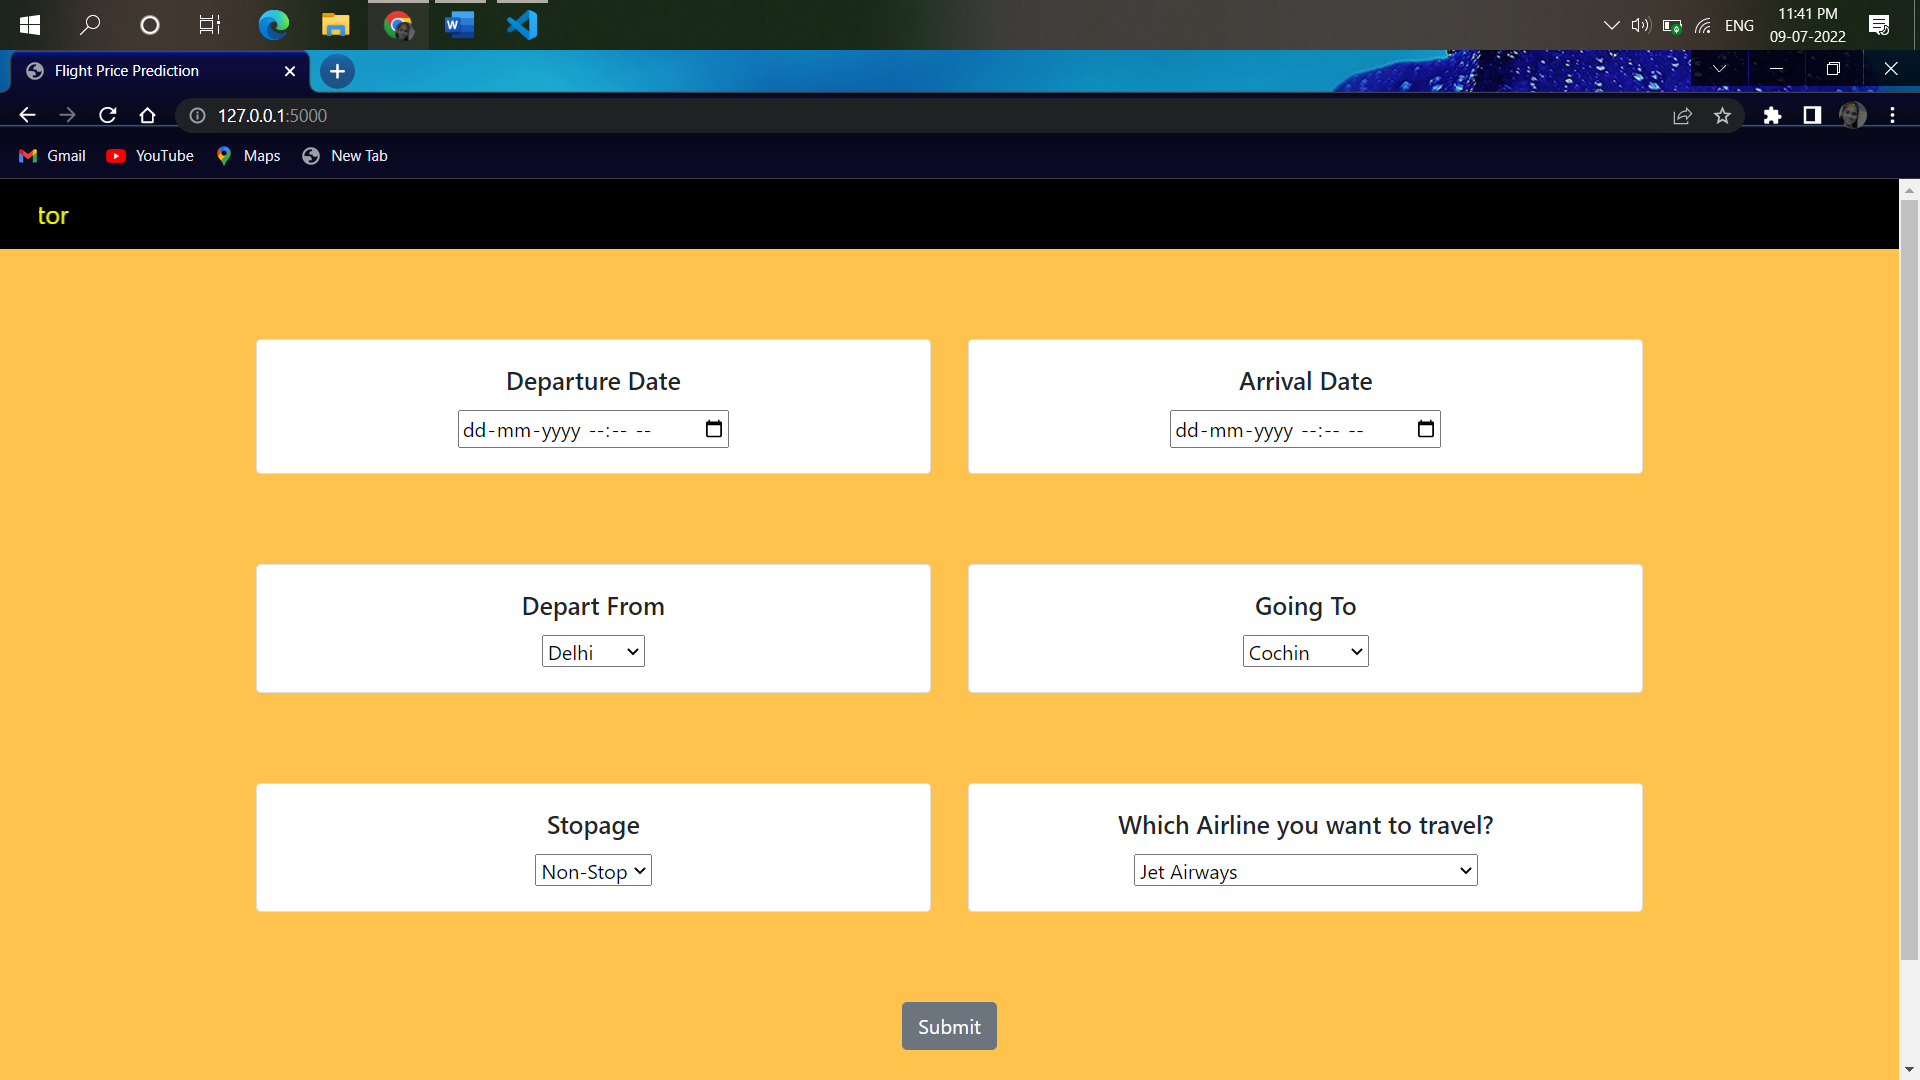 11:41 PM
ENG
09-07-2022
Flight Price Prediction
127.0.0.1:5000
Gmail YouTube Maps New Tab
tor
Departure Date Arrival Date
dd-mm-yyyy --:-- -- dd-mm-yyyy --:-- --
Depart From Going To
Delhi Cochin
Stopage Which Airline you want to travel?
Non-Stop Jet Airways
Submit